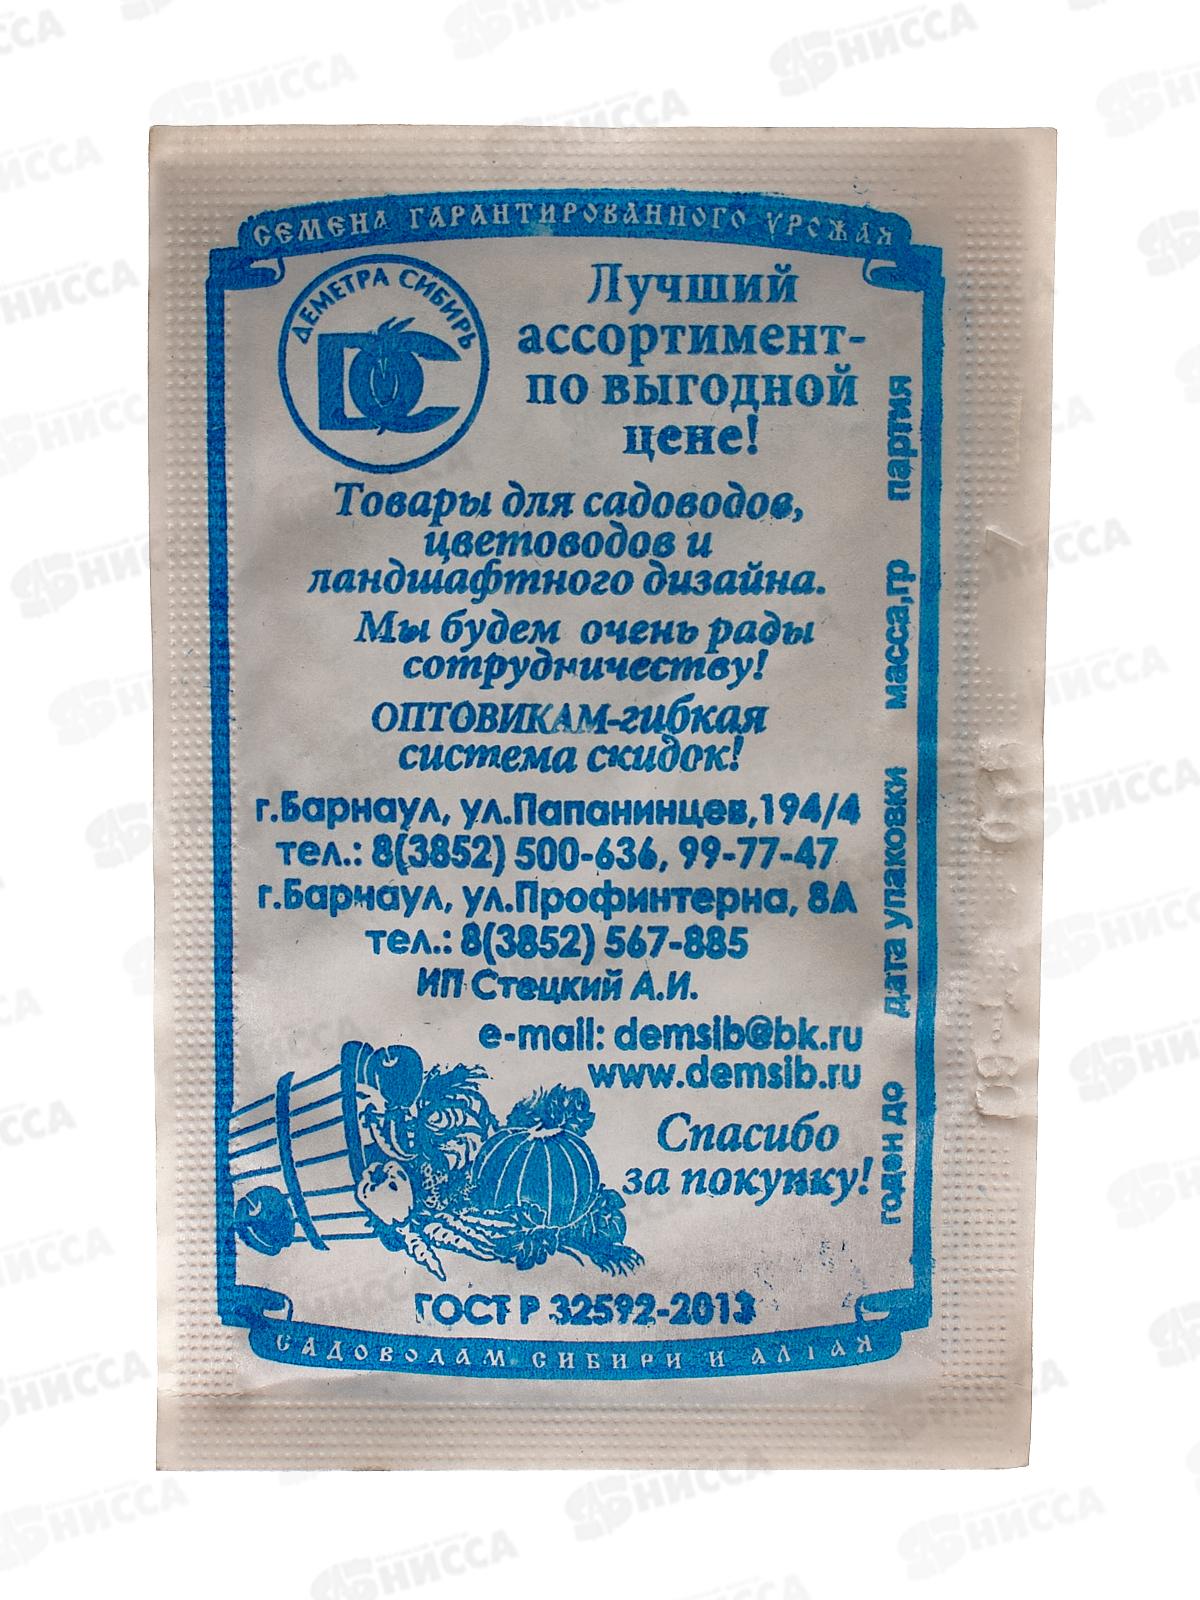 СЕМЕНА ГАРАНТИРОВАННОГО УРОЖАЯ
ДЕМЕТРА СИБИРЬ
ДС
Лучший
ассортимент-
по выгодной
цене!
Товары для садоводов,
цветоводов и
ландшафтного дизайна.
Мы будем очень рады
сотрудничеству!
ОПТОВИКАМ-гибкая
система скидок!
г.Барнаул, ул.Папанинцев,194/4
тел.: 8(3852) 500-636, 99-77-47
г.Барнаул, ул.Профинтерна, 8А
тел.: 8(3852) 567-885
ИП Стецкий А.И.
e-mail: demsib@bk.ru
www.demsib.ru
Спасибо
за покупку!
ГОСТ Р 32592-2013
САДОВОДАМ СИБИРИ И АЛТАЯ
годен до дата упаковки масса,гр партия
НИССА